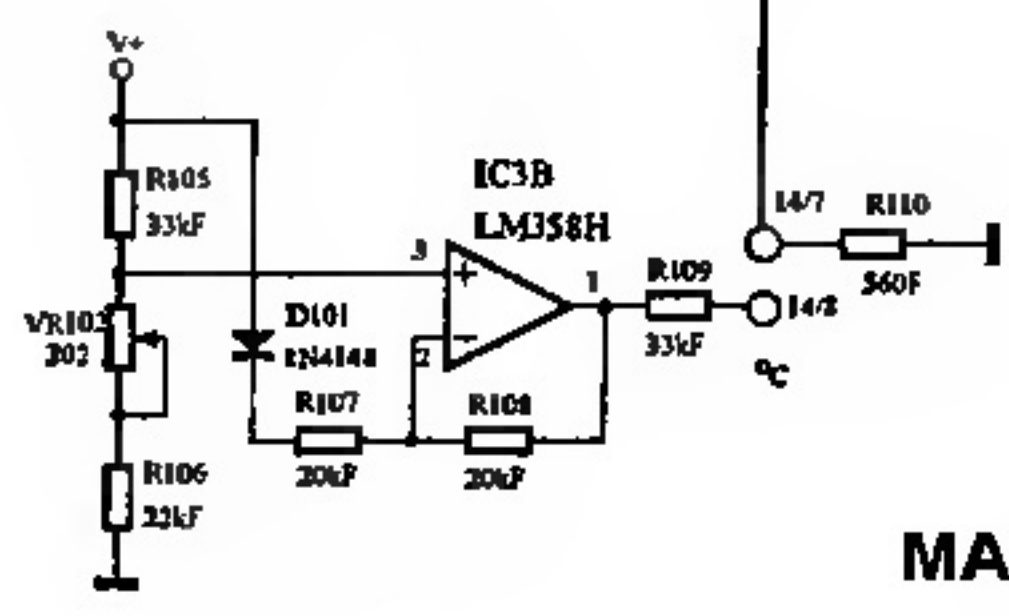 V+
R105
33kF
VR102
202
R106
22kF
D101
1N4148
R107
20kF
R108
20kF
IC3B
LM358H
3
+
2
−
1
R109
33kF
14/7
R110
560F
14/8
°C
MA